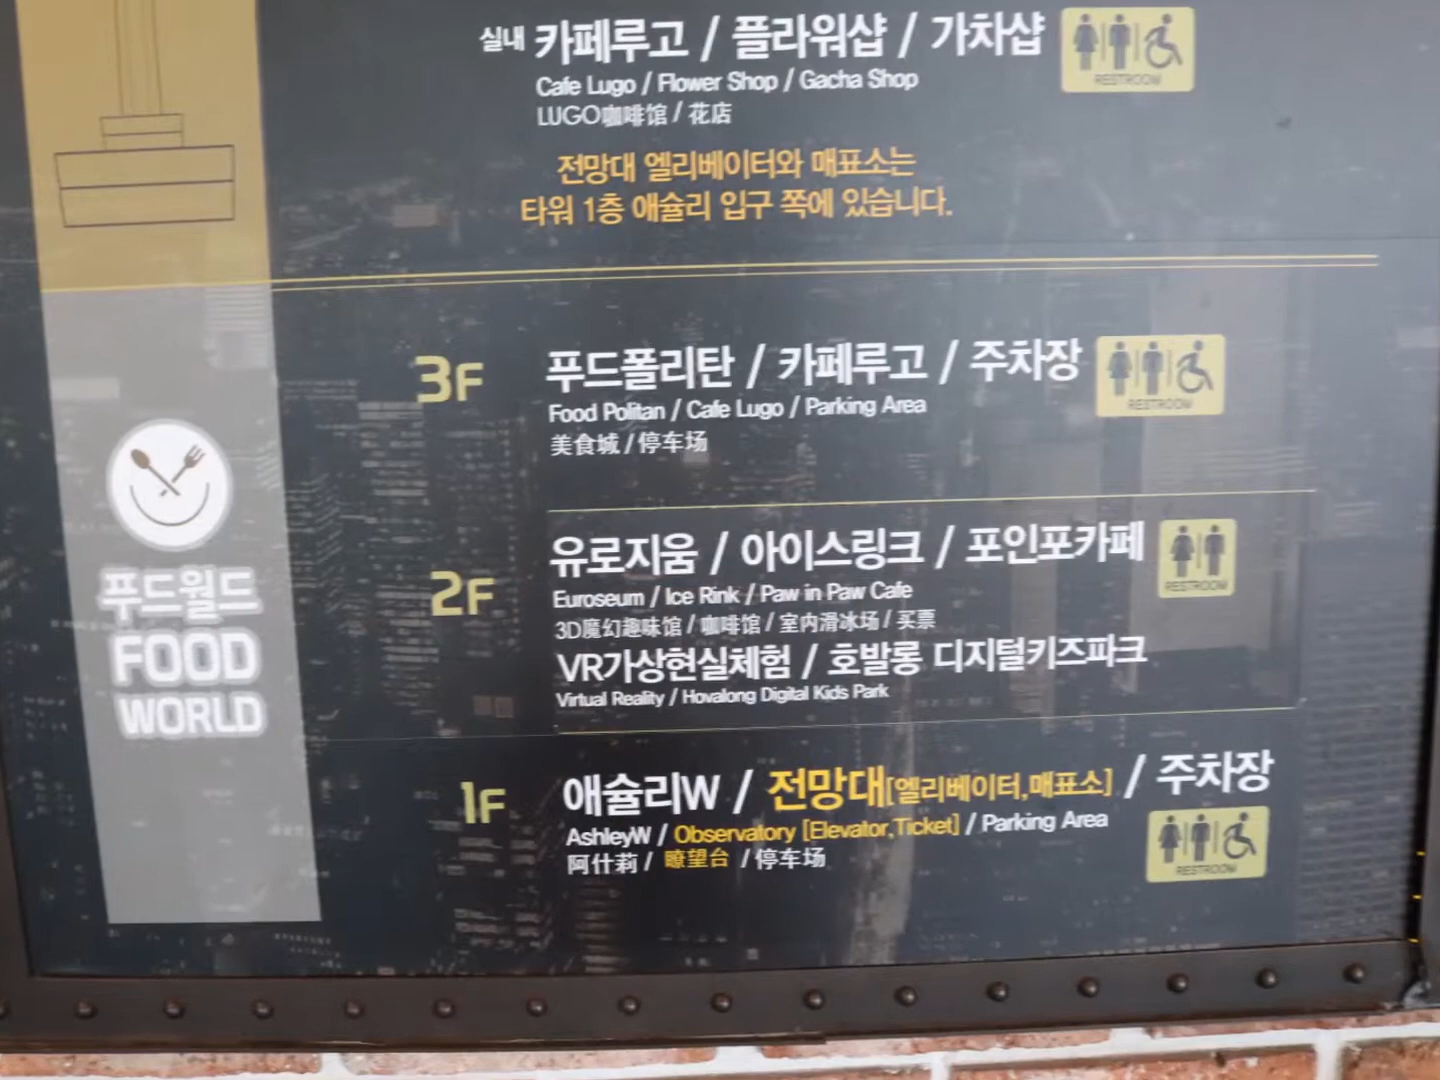 실내 카페루고 / 플라워샵 / 가차샵
Cafe Lugo / Flower Shop / Gacha Shop
LUGO咖啡馆 / 花店
RESTROOM
전망대 엘리베이터와 매표소는
타워 1층 애슐리 입구 쪽에 있습니다.
3F
푸드폴리탄 / 카페루고 / 주차장
Food Politan / Cafe Lugo / Parking Area
美食城 / 停车场
RESTROOM
푸드월드
FOOD
WORLD
2F
유로지움 / 아이스링크 / 포인포카페
Euroseum / Ice Rink / Paw in Paw Cafe
3D魔幻趣味馆 / 咖啡馆 / 室内滑冰场 / 买票
RESTROOM
VR가상현실체험 / 호발롱 디지털키즈파크
Virtual Reality / Hovalong Digital Kids Park
1F
애슐리W / 전망대[엘리베이터,매표소] / 주차장
AshleyW / Observatory [Elevator,Ticket] / Parking Area
阿什莉 / 瞭望台 / 停车场
RESTROOM